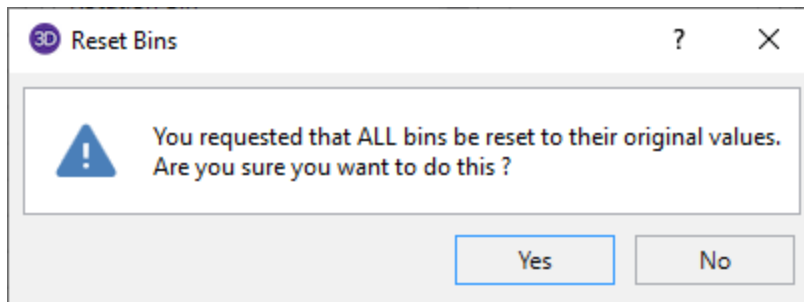 3D Reset Bins
?
You requested that ALL bins be reset to their original values.
Are you sure you want to do this ?
Yes
No